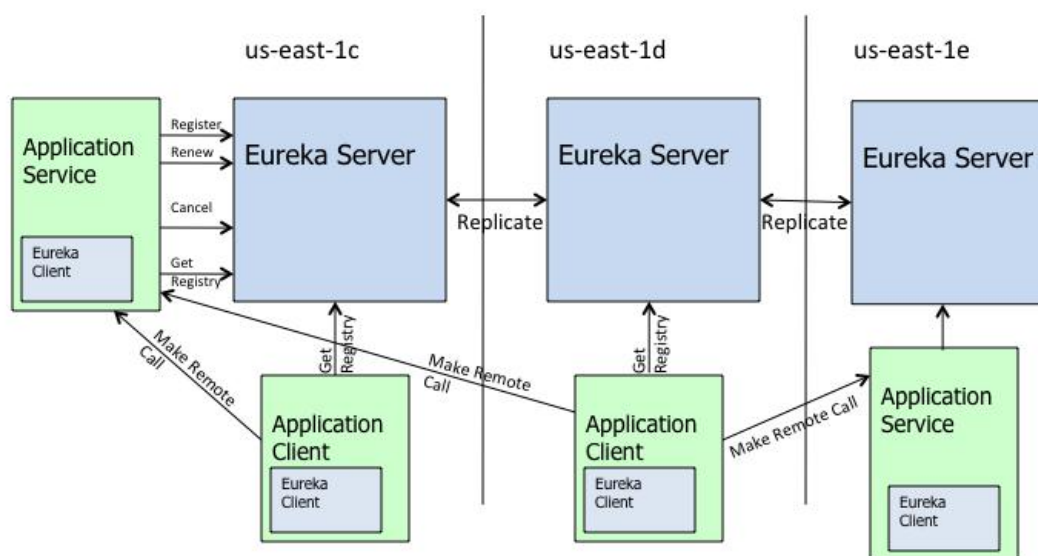 us-east-1c
us-east-1d
us-east-1e
Application
Service
Eureka
Client
Register
Renew
Cancel
Get
Registry
Eureka Server
Replicate
Eureka Server
Replicate
Eureka Server
Make Remote
Call
Get
Registry
Make Remote
Call
Get
Registry
Make Remote Call
Application
Client
Eureka
Client
Application
Client
Eureka
Client
Application
Service
Eureka
Client